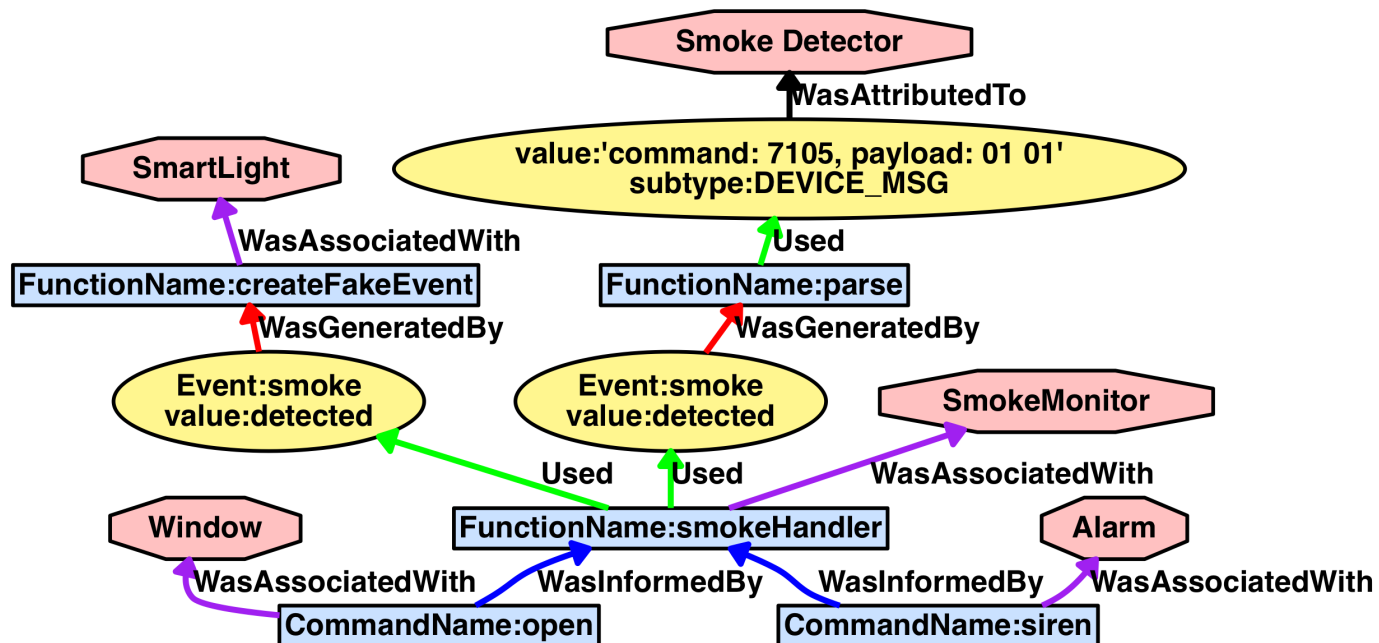 Smoke Detector
WasAttributedTo
value:'command: 7105, payload: 01 01'
subtype:DEVICE_MSG
SmartLight
WasAssociatedWith
Used
FunctionName:createFakeEvent
FunctionName:parse
WasGeneratedBy
WasGeneratedBy
Event:smoke
value:detected
Event:smoke
value:detected
SmokeMonitor
Used
Used
WasAssociatedWith
Window
FunctionName:smokeHandler
Alarm
WasAssociatedWith
WasInformedBy
WasInformedBy
WasAssociatedWith
CommandName:open
CommandName:siren